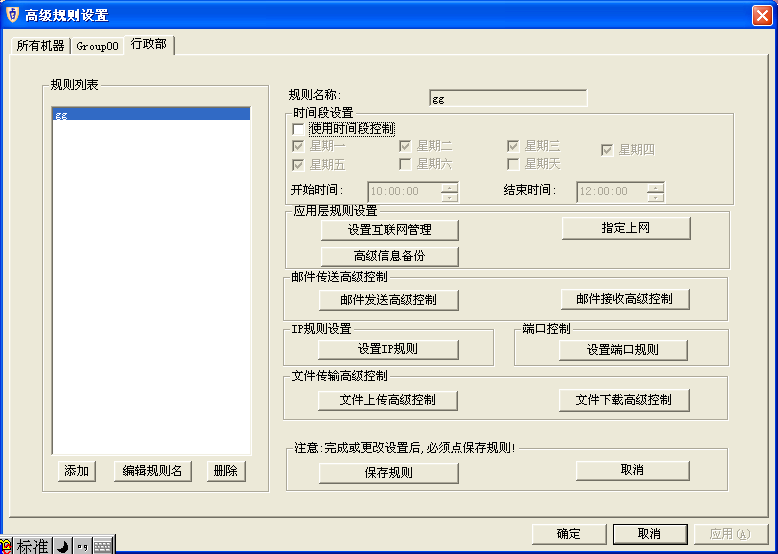 高级规则设置
所有机器 Group00 行政部
规则列表
gg
添加 编辑规则名 删除
规则名称: gg
时间段设置
使用时间段控制
星期一 星期二 星期三 星期四
星期五 星期六 星期天
开始时间: 10:00:00 结束时间: 12:00:00
应用层规则设置
设置互联网管理 指定上网
高级信息备份
邮件传送高级控制
邮件发送高级控制 邮件接收高级控制
IP规则设置 端口控制
设置IP规则 设置端口规则
文件传输高级控制
文件上传高级控制 文件下载高级控制
注意:完成或更改设置后,必须点保存规则!
保存规则 取消
确定 取消 应用(A)
标准